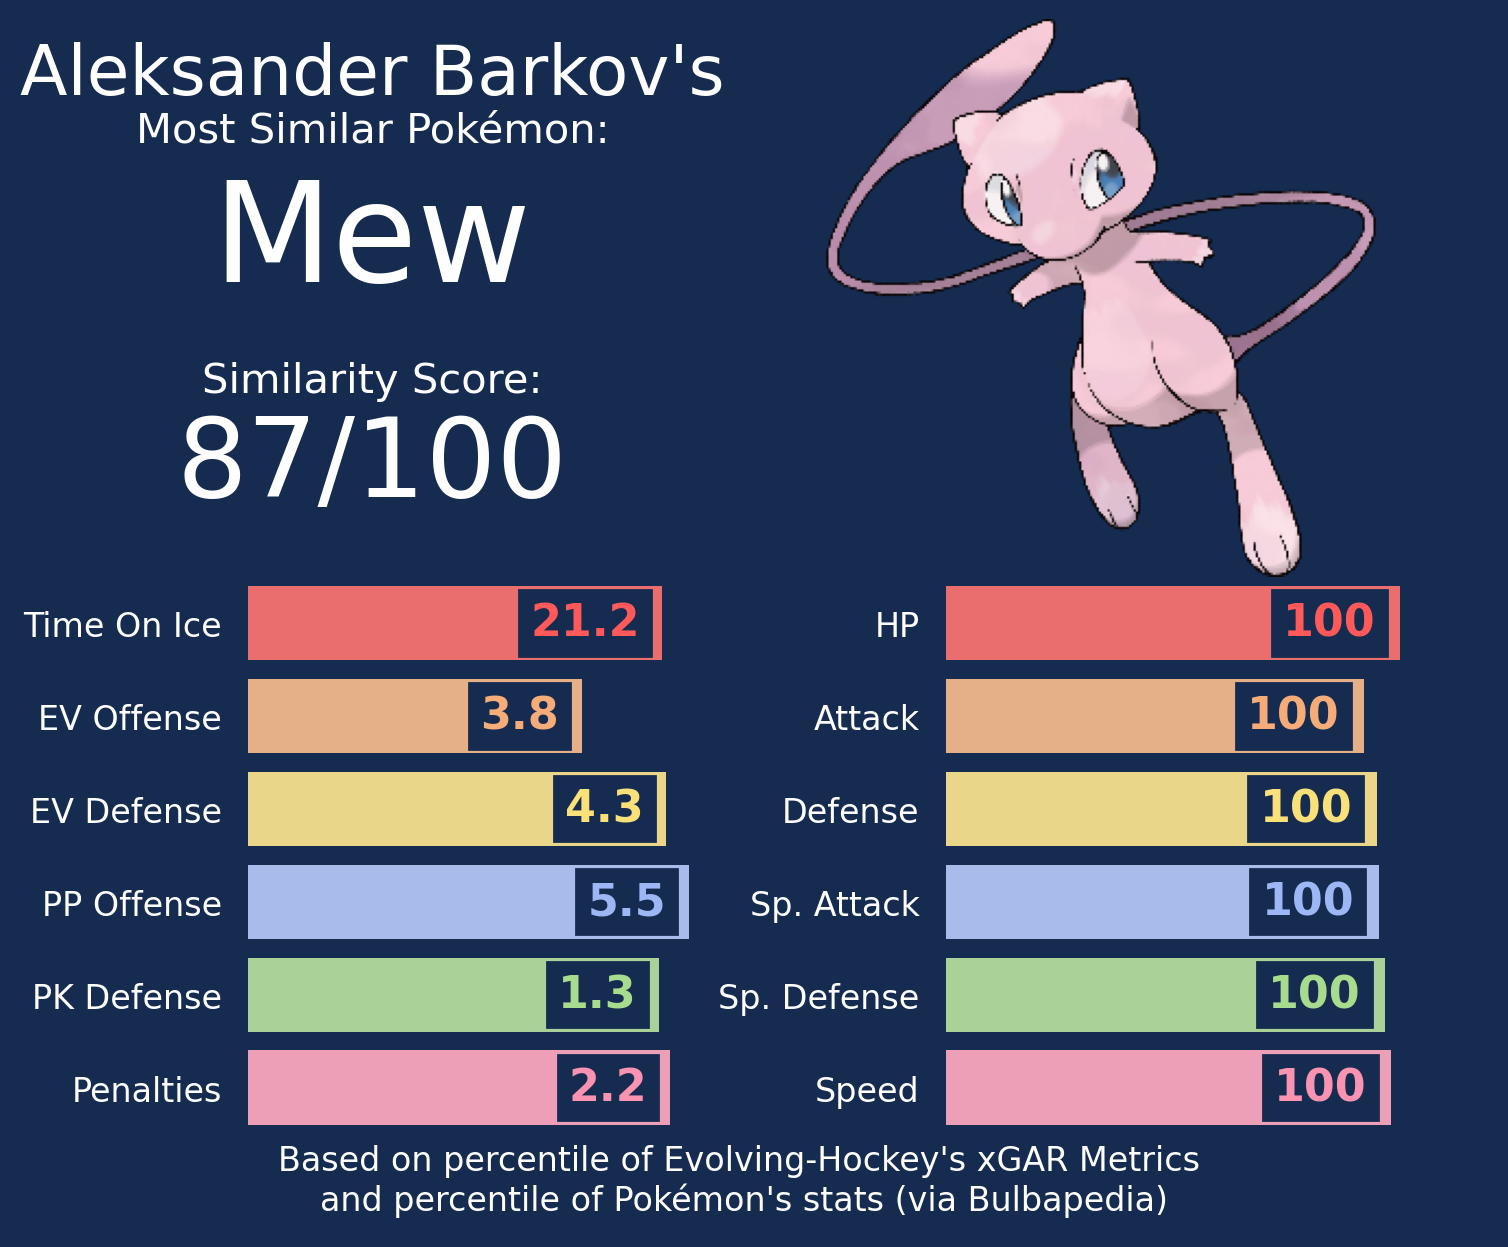 Aleksander Barkov's
Most Similar Pokémon:
Mew
Similarity Score:
87/100
Time On Ice 21.2
EV Offense 3.8
EV Defense 4.3
PP Offense 5.5
PK Defense 1.3
Penalties 2.2
HP 100
Attack 100
Defense 100
Sp. Attack 100
Sp. Defense 100
Speed 100
Based on percentile of Evolving-Hockey's xGAR Metrics
and percentile of Pokémon's stats (via Bulbapedia)